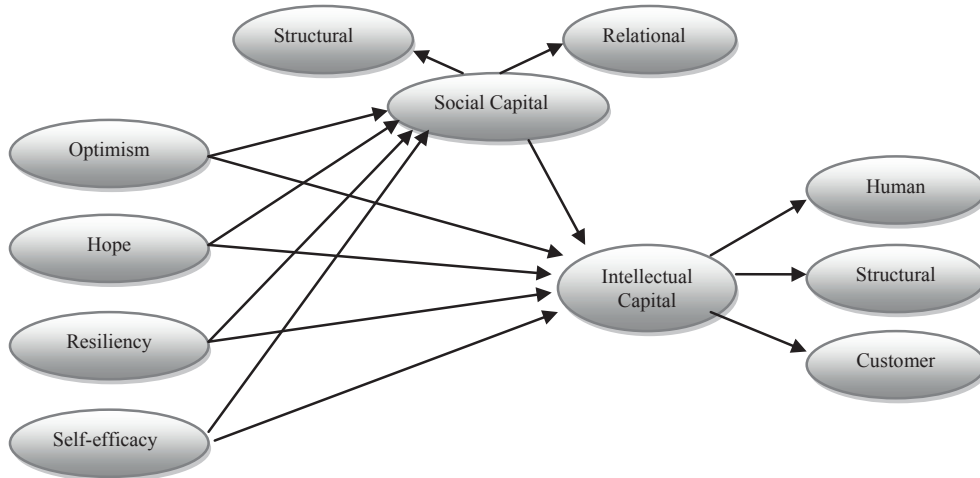 Structural
Relational
Social Capital
Optimism
Human
Hope
Structural
Intellectual
Capital
Resiliency
Customer
Self-efficacy